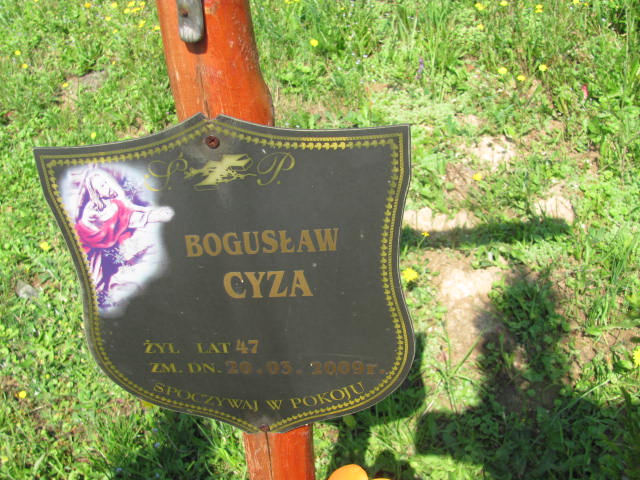 Ś. P.
BOGUSŁAW
CYZA
ŻYŁ LAT 47
ZM. DN. 20.03.2009r.
SPOCZYWAJ W POKOJU